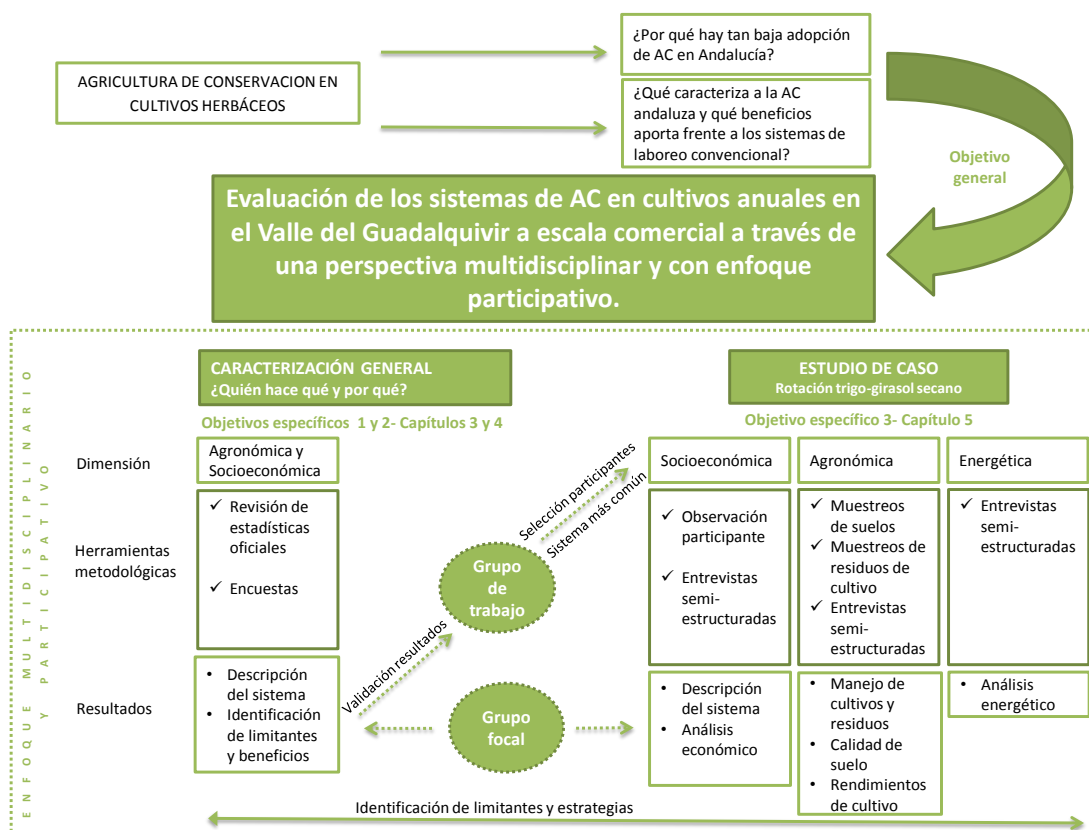 AGRICULTURA DE CONSERVACION EN
CULTIVOS HERBÁCEOS
¿Por qué hay tan baja adopción
de AC en Andalucía?
¿Qué caracteriza a la AC
andaluza y qué beneficios
aporta frente a los sistemas de
laboreo convencional?
Objetivo
general
Evaluación de los sistemas de AC en cultivos anuales en
el Valle del Guadalquivir a escala comercial a través de
una perspectiva multidisciplinar y con enfoque
participativo.
ENFOQUE MULTIDISCIPLINARIO
Y PARTICIPATIVO
CARACTERIZACIÓN GENERAL
¿Quién hace qué y por qué?
Objetivos específicos 1 y 2- Capítulos 3 y 4
ESTUDIO DE CASO
Rotación trigo-girasol secano
Objetivo específico 3- Capítulo 5
Dimensión
Agronómica y
Socioeconómica
Socioeconómica
Agronómica
Energética
Herramientas
metodológicas
✓ Revisión de
estadísticas
oficiales
✓ Encuestas
Selección participantes
Sistema más común
Grupo
de
trabajo
Validación resultados
✓ Observación
participante
✓ Entrevistas
semi-
estructuradas
✓ Muestreos
de suelos
✓ Muestreos de
residuos de
cultivo
✓ Entrevistas
semi-
estructuradas
✓ Entrevistas
semi-
estructuradas
Resultados
• Descripción
del sistema
• Identificación
de limitantes
y beneficios
Grupo
focal
• Descripción
del sistema
• Análisis
económico
• Manejo de
cultivos y
residuos
• Calidad de
suelo
• Rendimientos
de cultivo
• Análisis
energético
Identificación de limitantes y estrategias